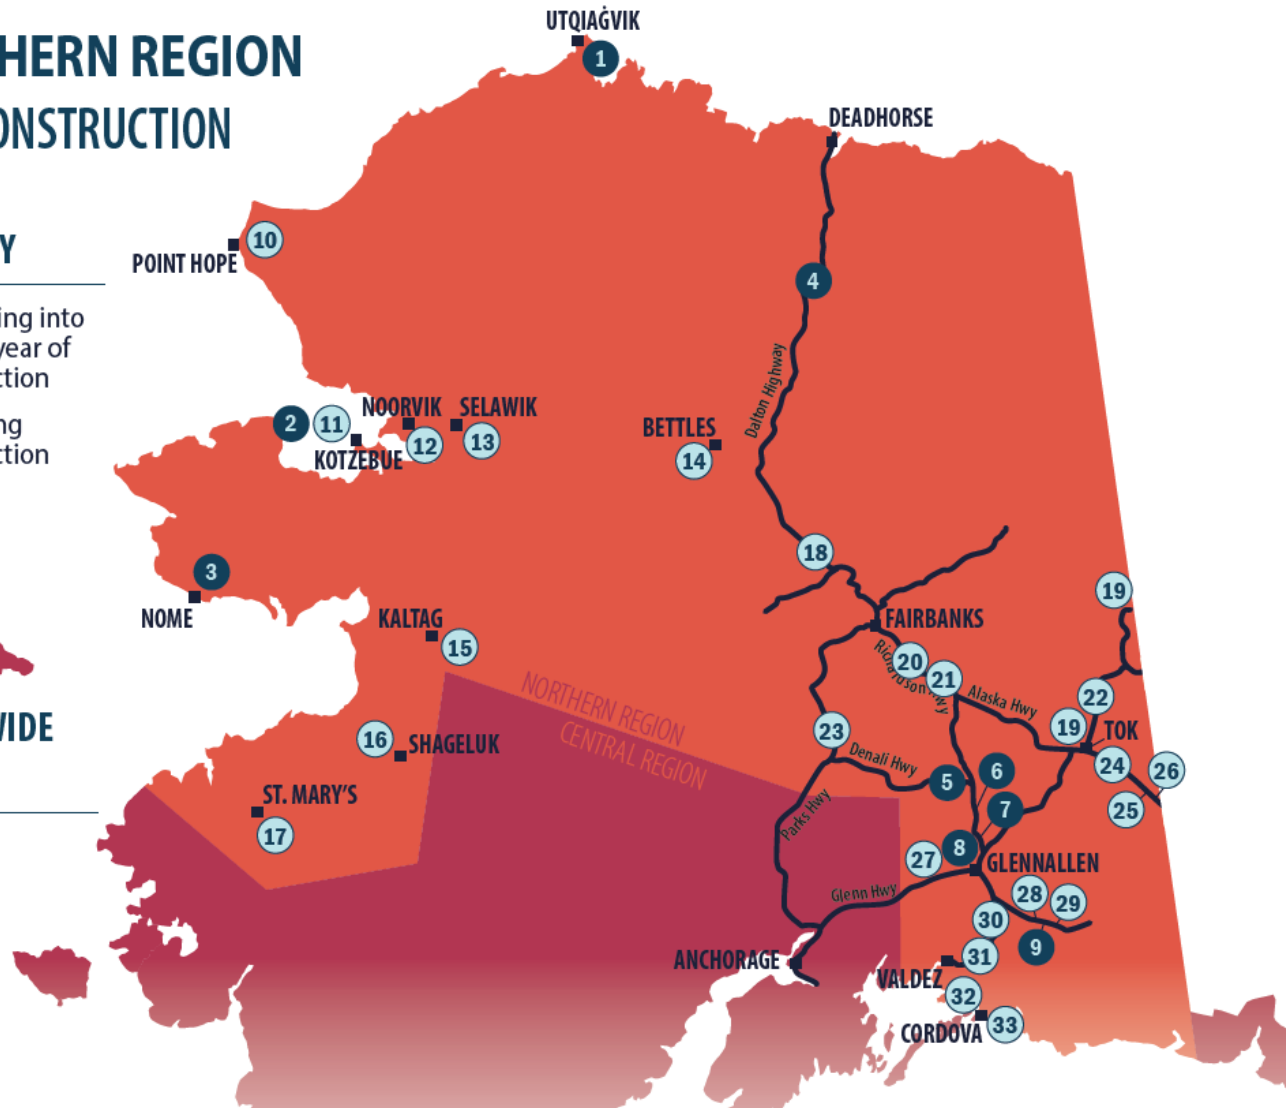 HERN REGION
ONSTRUCTION
Y
ing into
year of
ction
ng
ction
WIDE
UTQIAĠVIK
1
DEADHORSE
10
POINT HOPE
4
Dalton Highway
2
11
NOORVIK
SELAWIK
12
13
KOTZEBUE
BETTLES
14
18
3
NOME
19
KALTAG
15
FAIRBANKS
Richardson Hwy
20
21
Alaska Hwy
22
19
TOK
NORTHERN REGION
CENTRAL REGION
16
SHAGELUK
23
Denali Hwy
5
6
24
26
25
ST. MARY'S
17
Parks Hwy
7
8
27
GLENNALLEN
Glenn Hwy
28
29
30
9
ANCHORAGE
31
VALDEZ
32
CORDOVA
33